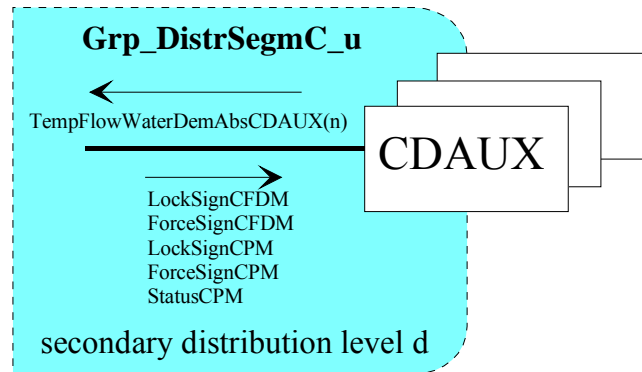 Grp_DistrSegmC_u
TempFlowWaterDemAbsCDAUX(n)
CDAUX
LockSignCFDM
ForceSignCFDM
LockSignCPM
ForceSignCPM
StatusCPM
secondary distribution level d